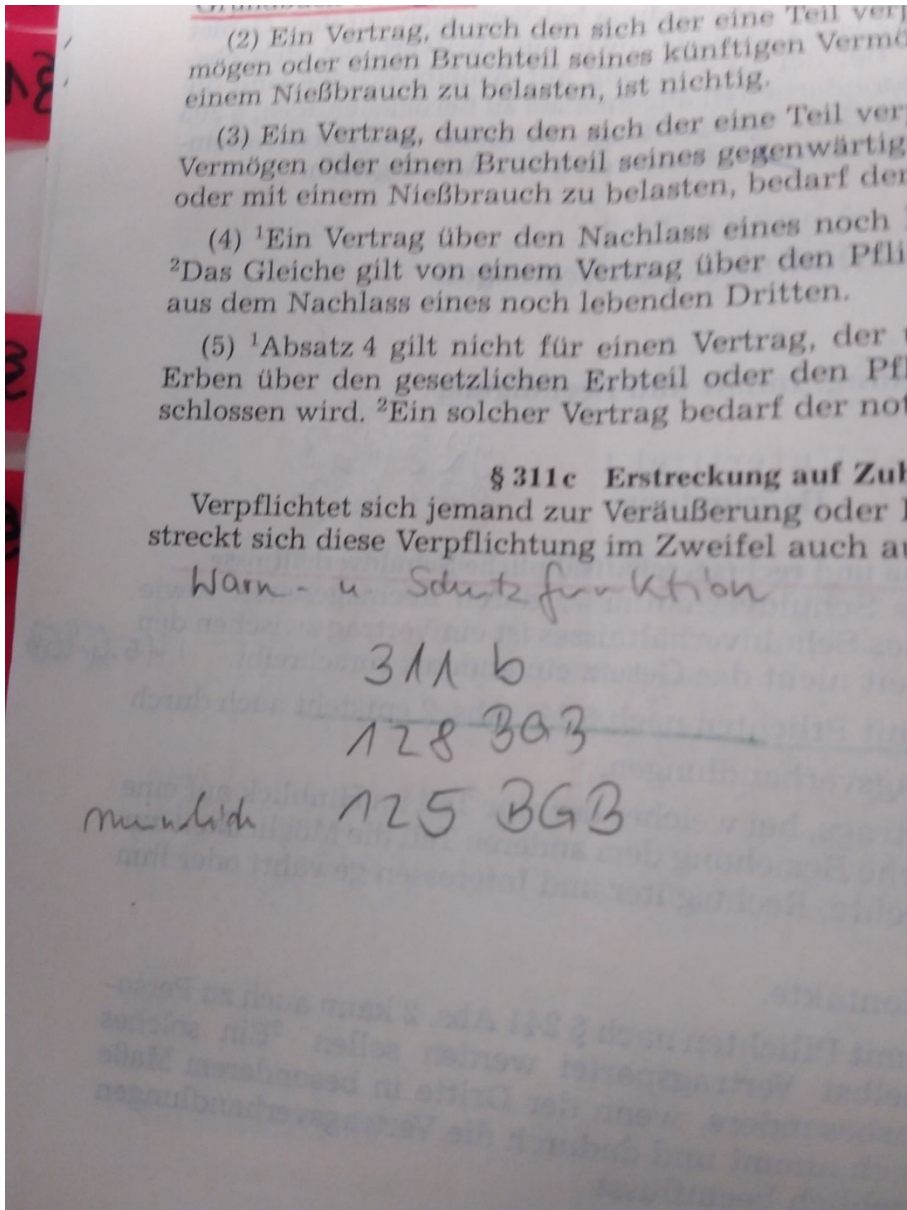 (2) Ein Vertrag, durch den sich der eine Teil
mögen oder einen Bruchteil seines künftigen
einem Nießbrauch zu belasten, ist nichtig.
(3) Ein Vertrag, durch den sich der eine Teil
Vermögen oder einen Bruchteil seines
oder mit einem Nießbrauch zu belasten, bedarf der
(4) ¹Ein Vertrag über den Nachlass eines noch
²Das Gleiche gilt von einem Vertrag über den
aus dem Nachlass eines noch lebenden Dritten.
(5) ¹Absatz 4 gilt nicht für einen Vertrag, der
Erben über den gesetzlichen Erbteil oder den
schlossen wird. ²Ein solcher Vertrag bedarf der
§ 311c Erstreckung auf
Verpflichtet sich jemand zur Veräußerung oder
streckt sich diese Verpflichtung im Zweifel auch
Warn- u. Schutzfunktion
311 b
128 BGB
mündlich 125 BGB